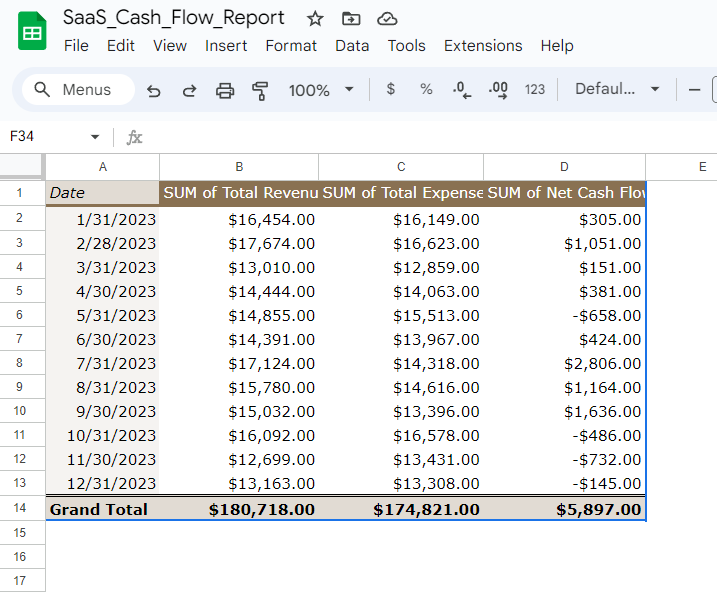 SaaS_Cash_Flow_Report
File Edit View Insert Format Data Tools Extensions Help
Menus 100% $ % .0 .00 123 Defaul...
F34 fx
A B C D E
1 Date SUM of Total Revenu SUM of Total Expense SUM of Net Cash Flow
2 1/31/2023 $16,454.00 $16,149.00 $305.00
3 2/28/2023 $17,674.00 $16,623.00 $1,051.00
4 3/31/2023 $13,010.00 $12,859.00 $151.00
5 4/30/2023 $14,444.00 $14,063.00 $381.00
6 5/31/2023 $14,855.00 $15,513.00 -$658.00
7 6/30/2023 $14,391.00 $13,967.00 $424.00
8 7/31/2023 $17,124.00 $14,318.00 $2,806.00
9 8/31/2023 $15,780.00 $14,616.00 $1,164.00
10 9/30/2023 $15,032.00 $13,396.00 $1,636.00
11 10/31/2023 $16,092.00 $16,578.00 -$486.00
12 11/30/2023 $12,699.00 $13,431.00 -$732.00
13 12/31/2023 $13,163.00 $13,308.00 -$145.00
14 Grand Total $180,718.00 $174,821.00 $5,897.00
15
16
17